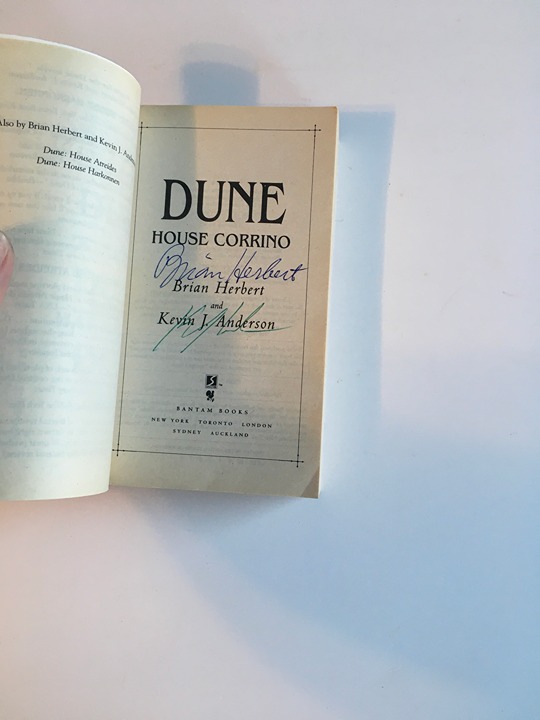 Also by Brian Herbert and Kevin J. Anderson
Dune: House Atreides
Dune: House Harkonnen
DUNE
HOUSE CORRINO
Brian Herbert
Brian Herbert
and
Kevin J. Anderson
BANTAM BOOKS
NEW YORK TORONTO LONDON
SYDNEY AUCKLAND